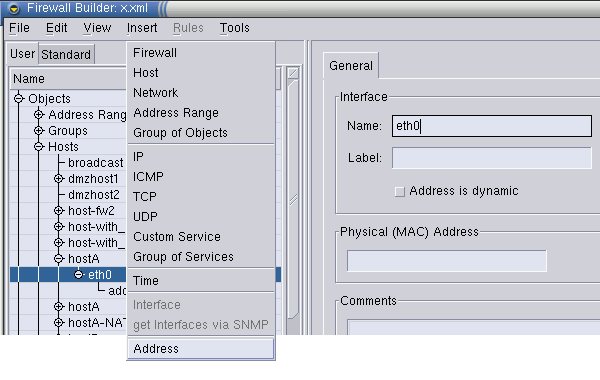 Firewall Builder: x.xml
File Edit View Insert Rules Tools
User Standard
Name
Objects
Address Rang
Groups
Hosts
broadcast
dmzhost1
dmzhost2
host-fw2
host-with_
host-with_
hostA
eth0
add
hostA
hostA-NAT
Firewall
Host
Network
Address Range
Group of Objects
IP
ICMP
TCP
UDP
Custom Service
Group of Services
Time
Interface
get Interfaces via SNMP
Address
General
Interface
Name: eth0
Label:
Address is dynamic
Physical (MAC) Address
Comments